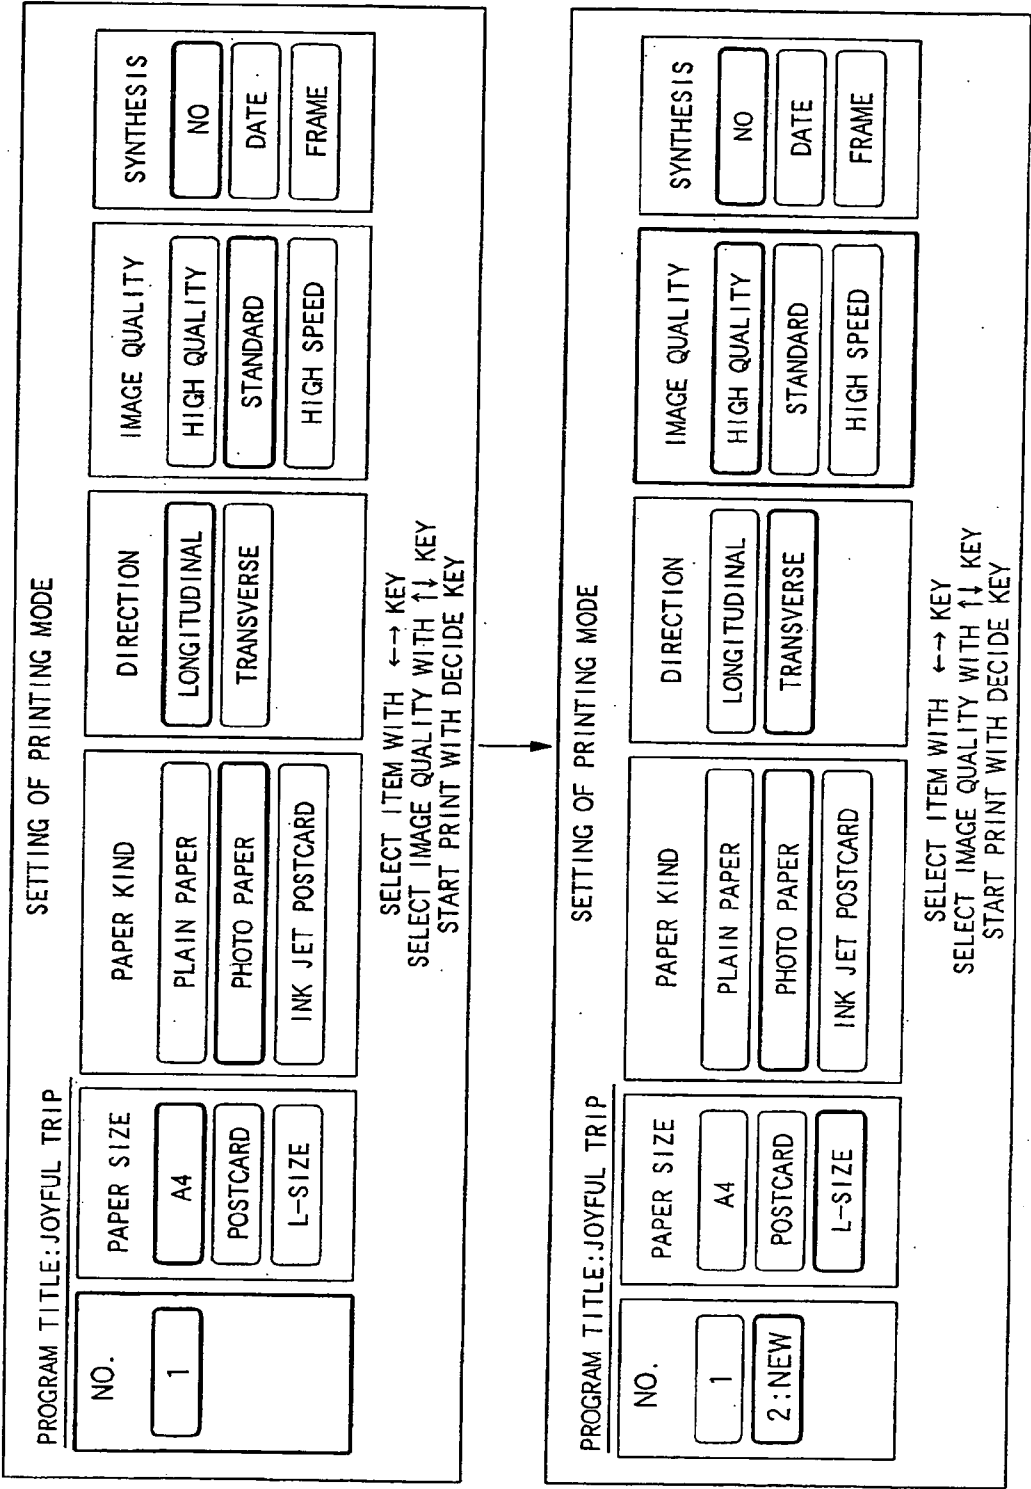 SETTING OF PRINTING MODE
PROGRAM TITLE:JOYFUL TRIP
NO.
1
PAPER SIZE
A4
POSTCARD
L-SIZE
PAPER KIND
PLAIN PAPER
PHOTO PAPER
INK JET POSTCARD
DIRECTION
LONGITUDINAL
TRANSVERSE
IMAGE QUALITY
HIGH QUALITY
STANDARD
HIGH SPEED
SYNTHESIS
NO
DATE
FRAME
SELECT ITEM WITH ←→ KEY
SELECT IMAGE QUALITY WITH ↑↓ KEY
START PRINT WITH DECIDE KEY
SETTING OF PRINTING MODE
PROGRAM TITLE:JOYFUL TRIP
NO.
1
2:NEW
PAPER SIZE
A4
POSTCARD
L-SIZE
PAPER KIND
PLAIN PAPER
PHOTO PAPER
INK JET POSTCARD
DIRECTION
LONGITUDINAL
TRANSVERSE
IMAGE QUALITY
HIGH QUALITY
STANDARD
HIGH SPEED
SYNTHESIS
NO
DATE
FRAME
SELECT ITEM WITH ←→ KEY
SELECT IMAGE QUALITY WITH ↑↓ KEY
START PRINT WITH DECIDE KEY